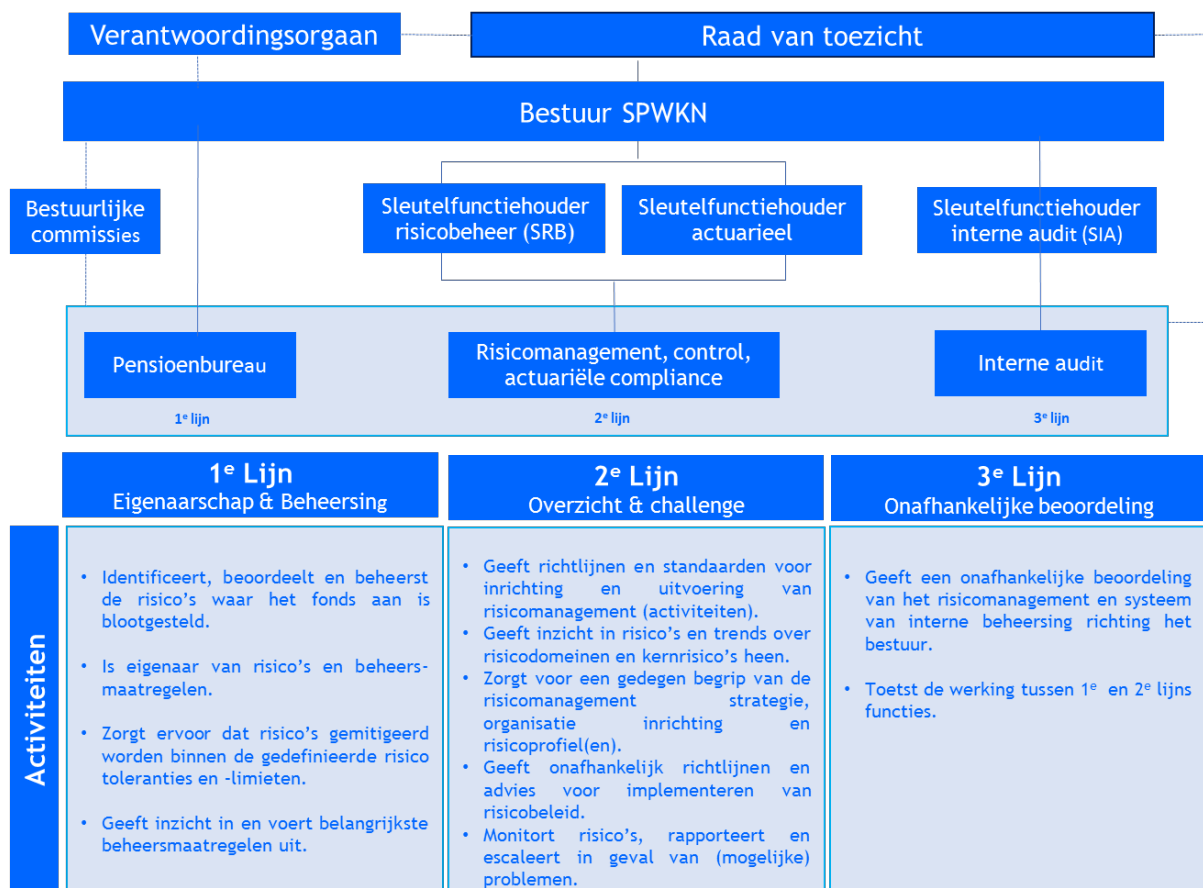 Verantwoordingsorgaan
Raad van toezicht
Bestuur SPWKN
Bestuurlijke
commissies
Sleutelfunctiehouder
risicobeheer (SRB)
Sleutelfunctiehouder
actuarieel
Sleutelfunctiehouder
interne audit (SIA)
Pensioenbureau
Risicomanagement, control,
actuariële compliance
Interne audit
1e lijn
2e lijn
3e lijn
1e Lijn
Eigenaarschap & Beheersing
2e Lijn
Overzicht & challenge
3e Lijn
Onafhankelijke beoordeling
Activiteiten
• Identificeert, beoordeelt en beheerst
de risico's waar het fonds aan is
blootgesteld.
• Is eigenaar van risico's en beheers-
maatregelen.
• Zorgt ervoor dat risico's gemitigeerd
worden binnen de gedefinieerde risico
toleranties en -limieten.
• Geeft inzicht in en voert belangrijkste
beheersmaatregelen uit.
• Geeft richtlijnen en standaarden voor
inrichting en uitvoering van
risicomanagement (activiteiten).
• Geeft inzicht in risico's en trends over
risicodomeinen en kernrisico's heen.
• Zorgt voor een gedegen begrip van de
risicomanagement strategie,
organisatie inrichting en
risicoprofiel(en).
• Geeft onafhankelijk richtlijnen en
advies voor implementeren van
risicobeleid.
• Monitort risico's, rapporteert en
escaleert in geval van (mogelijke)
problemen.
• Geeft een onafhankelijke beoordeling
van het risicomanagement en systeem
van interne beheersing richting het
bestuur.
• Toetst de werking tussen 1e en 2e lijns
functies.